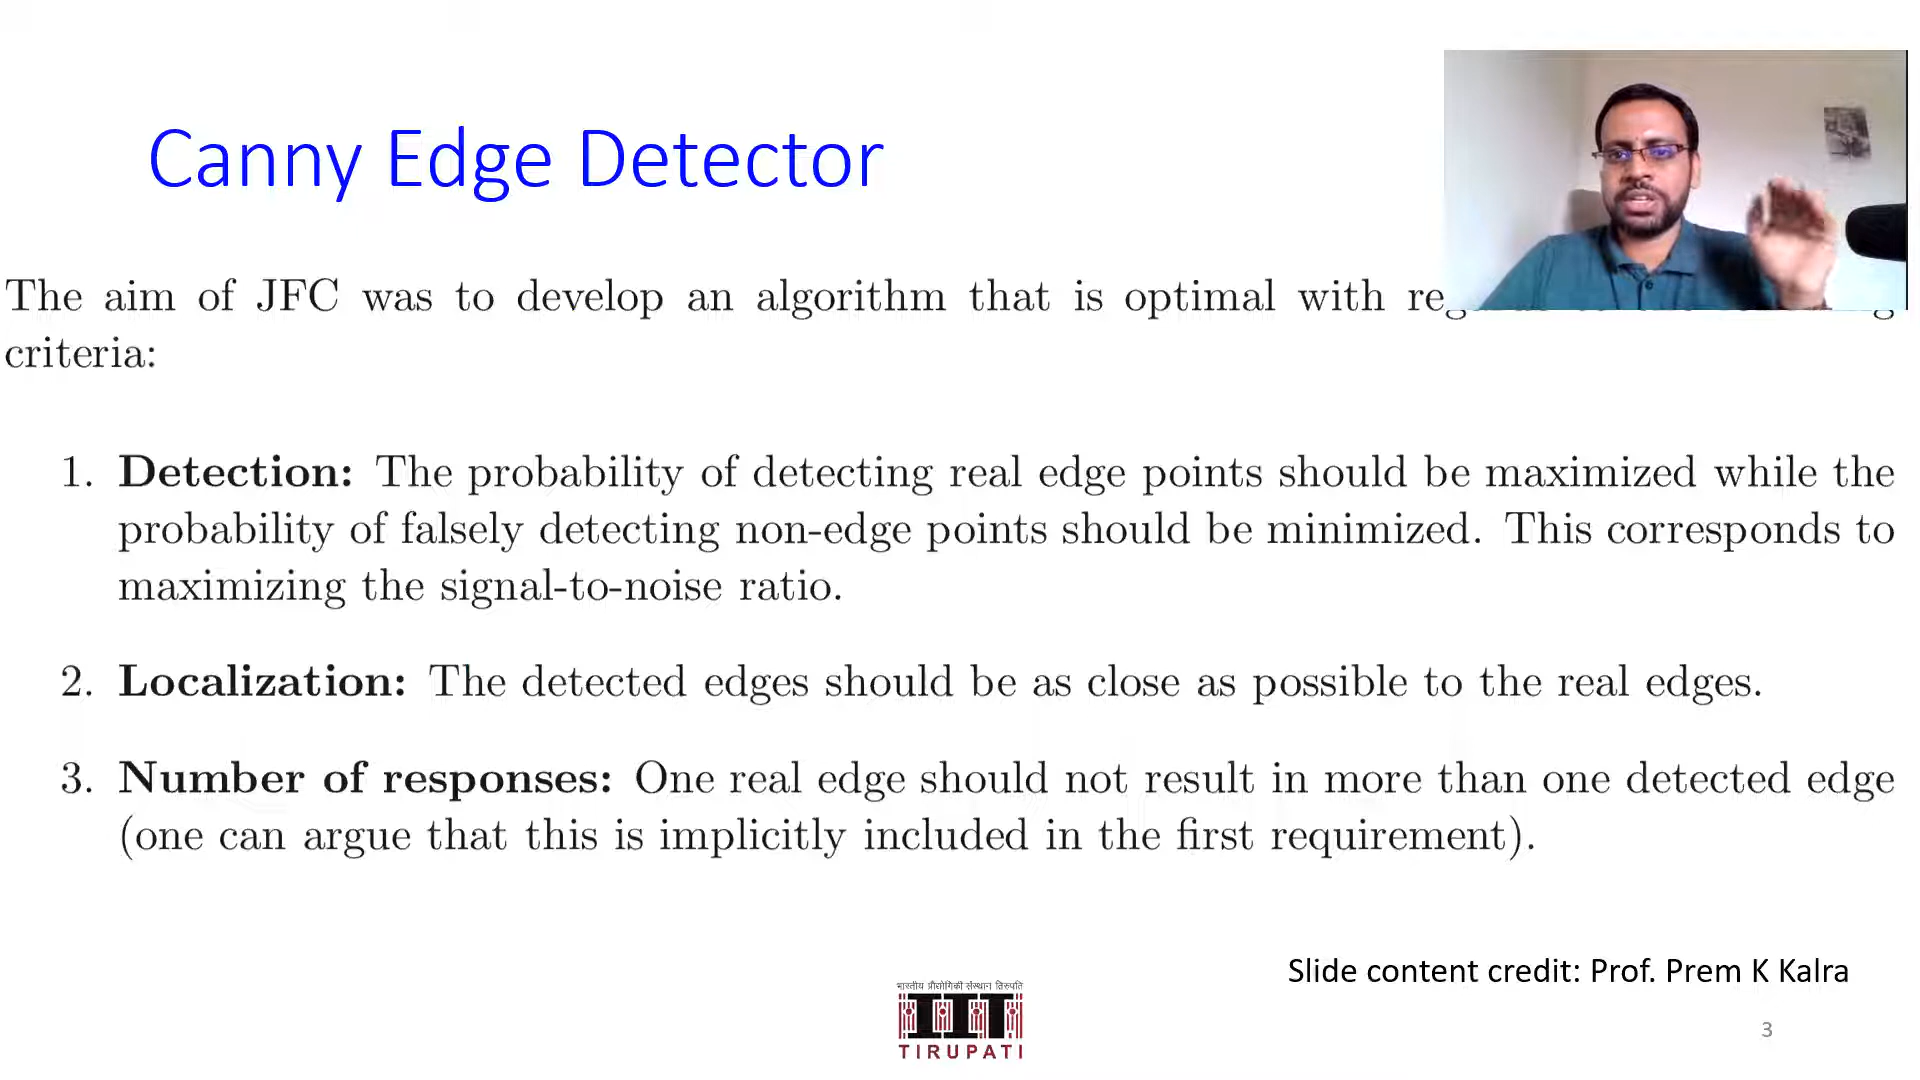 Canny Edge Detector
The aim of JFC was to develop an algorithm that is optimal with
criteria:
1. Detection: The probability of detecting real edge points should be maximized while the
probability of falsely detecting non-edge points should be minimized. This corresponds to
maximizing the signal-to-noise ratio.
2. Localization: The detected edges should be as close as possible to the real edges.
3. Number of responses: One real edge should not result in more than one detected edge
(one can argue that this is implicitly included in the first requirement).
Slide content credit: Prof. Prem K Kalra
भारतीय प्रौद्योगिकी संस्थान तिरुपति
IIT
TIRUPATI
3